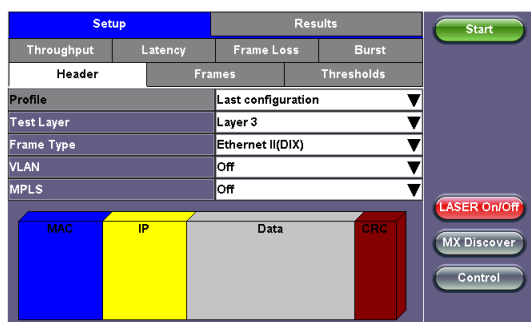 Setup Results
Throughput Latency Frame Loss Burst
Header Frames Thresholds
Profile Last configuration
Test Layer Layer 3
Frame Type Ethernet II(DIX)
VLAN Off
MPLS Off
MAC IP Data CRC
Start
LASER On/Off
MX Discover
Control